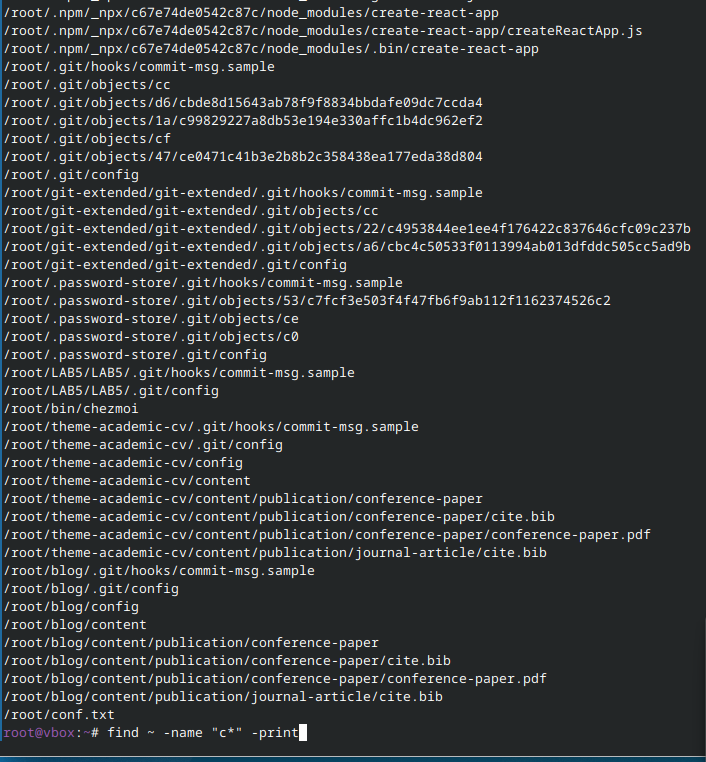 /root/.npm/_npx/c67e74de0542c87c/node_modules/create-react-app
/root/.npm/_npx/c67e74de0542c87c/node_modules/create-react-app/createReactApp.js
/root/.npm/_npx/c67e74de0542c87c/node_modules/.bin/create-react-app
/root/.git/hooks/commit-msg.sample
/root/.git/objects/cc
/root/.git/objects/d6/cbde8d15643ab78f9f8834bbdafe09dc7ccda4
/root/.git/objects/1a/c99829227a8db53e194e330affc1b4dc962ef2
/root/.git/objects/cf
/root/.git/objects/47/ce0471c41b3e2b8b2c358438ea177eda38d804
/root/.git/config
/root/git-extended/git-extended/.git/hooks/commit-msg.sample
/root/git-extended/git-extended/.git/objects/cc
/root/git-extended/git-extended/.git/objects/22/c4953844ee1ee4f176422c837646cfc09c237b
/root/git-extended/git-extended/.git/objects/a6/cbc4c50533f0113994ab013dfddc505cc5ad9b
/root/git-extended/git-extended/.git/config
/root/.password-store/.git/hooks/commit-msg.sample
/root/.password-store/.git/objects/53/c7fcf3e503f4f47fb6f9ab112f1162374526c2
/root/.password-store/.git/objects/ce
/root/.password-store/.git/objects/c0
/root/.password-store/.git/config
/root/LAB5/LAB5/.git/hooks/commit-msg.sample
/root/LAB5/LAB5/.git/config
/root/bin/chezmoi
/root/theme-academic-cv/.git/hooks/commit-msg.sample
/root/theme-academic-cv/.git/config
/root/theme-academic-cv/config
/root/theme-academic-cv/content
/root/theme-academic-cv/content/publication/conference-paper
/root/theme-academic-cv/content/publication/conference-paper/cite.bib
/root/theme-academic-cv/content/publication/conference-paper/conference-paper.pdf
/root/theme-academic-cv/content/publication/journal-article/cite.bib
/root/blog/.git/hooks/commit-msg.sample
/root/blog/.git/config
/root/blog/config
/root/blog/content
/root/blog/content/publication/conference-paper
/root/blog/content/publication/conference-paper/cite.bib
/root/blog/content/publication/conference-paper/conference-paper.pdf
/root/blog/content/publication/journal-article/cite.bib
/root/conf.txt
root@vbox:~# find ~ -name "c*" -print